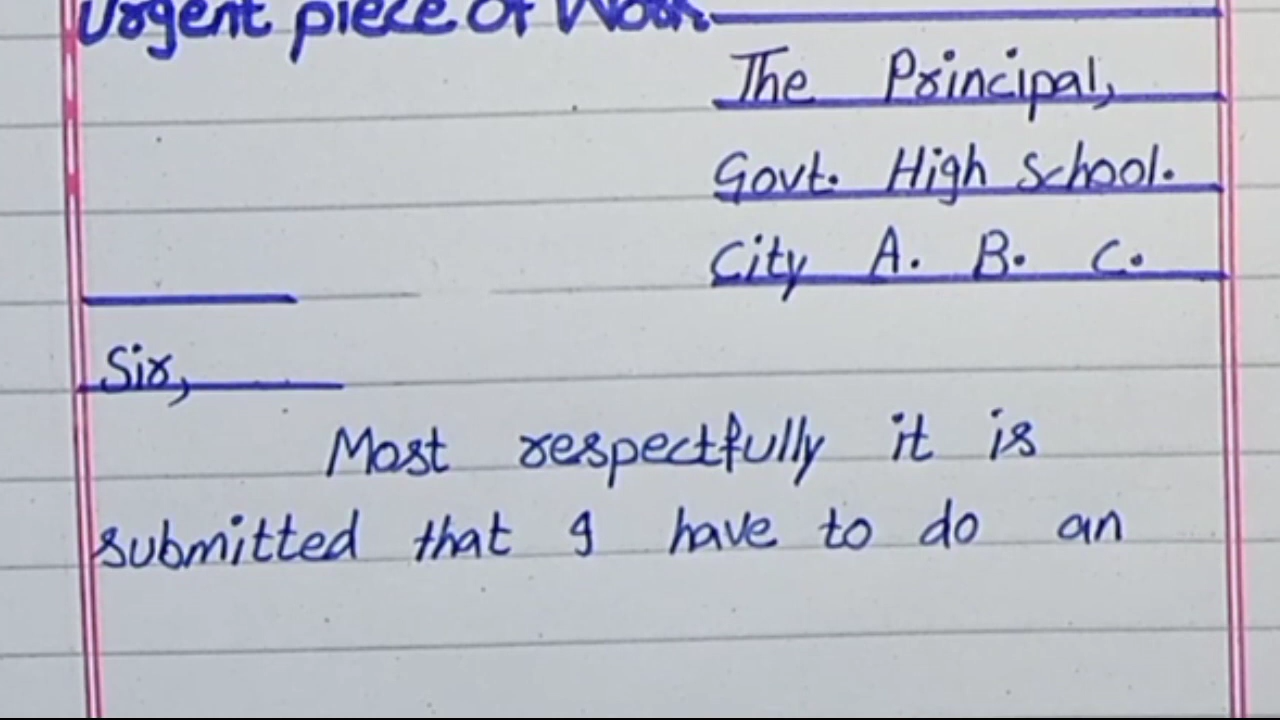 Urgent piece of Work
The Principal,
Govt. High School.
City A. B. C.
Sir,
Most respectfully it is
submitted that I have to do an